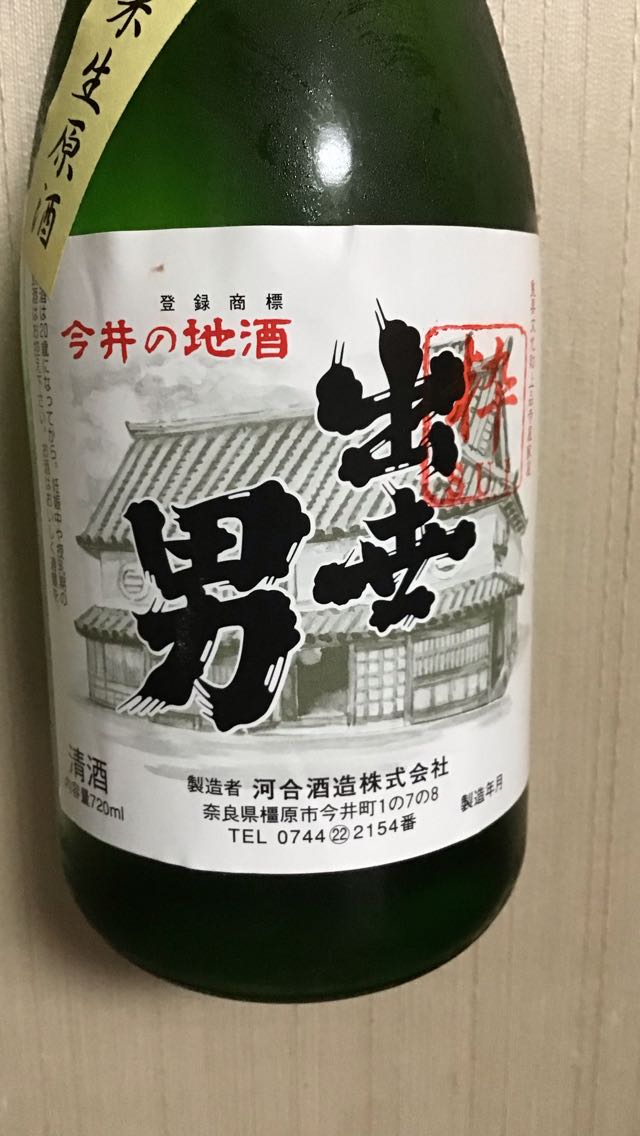 米生原酒
登録商標
今井の地酒
粋
SUI
出世
男
清酒
内容量720ml
製造者 河合酒造株式会社
奈良県橿原市今井町1の7の8
TEL 0744㉒2154番
製造年月